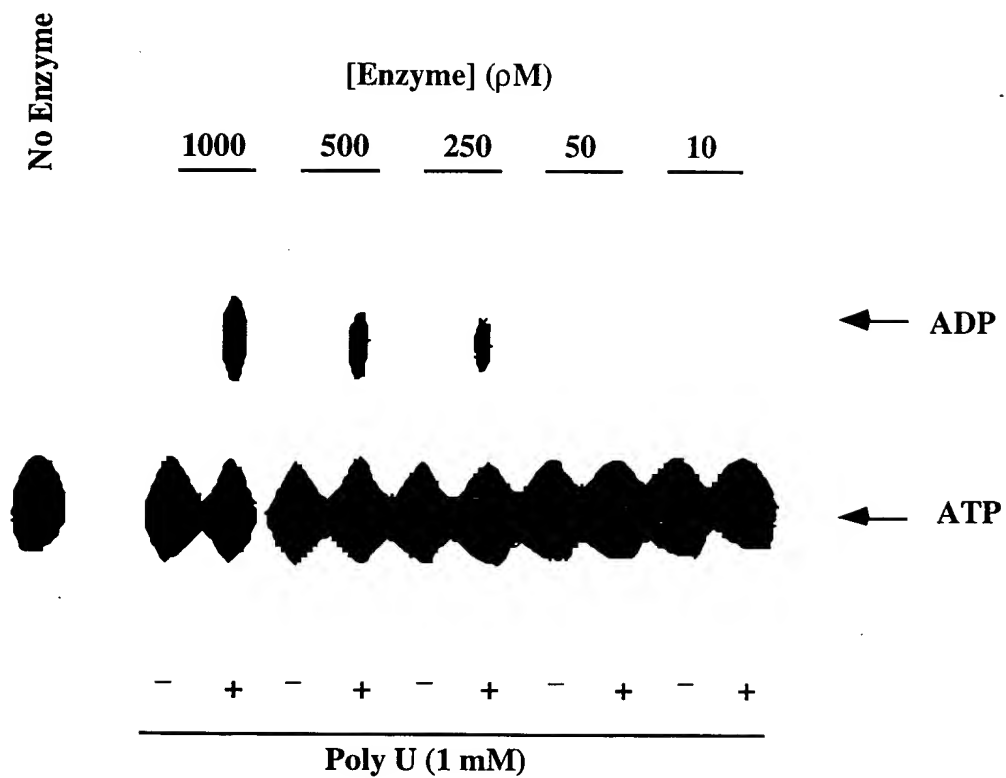 No Enzyme
[Enzyme] (ρM)
1000 500 250 50 10
ADP
ATP
− + − + − + − + − +
Poly U (1 mM)